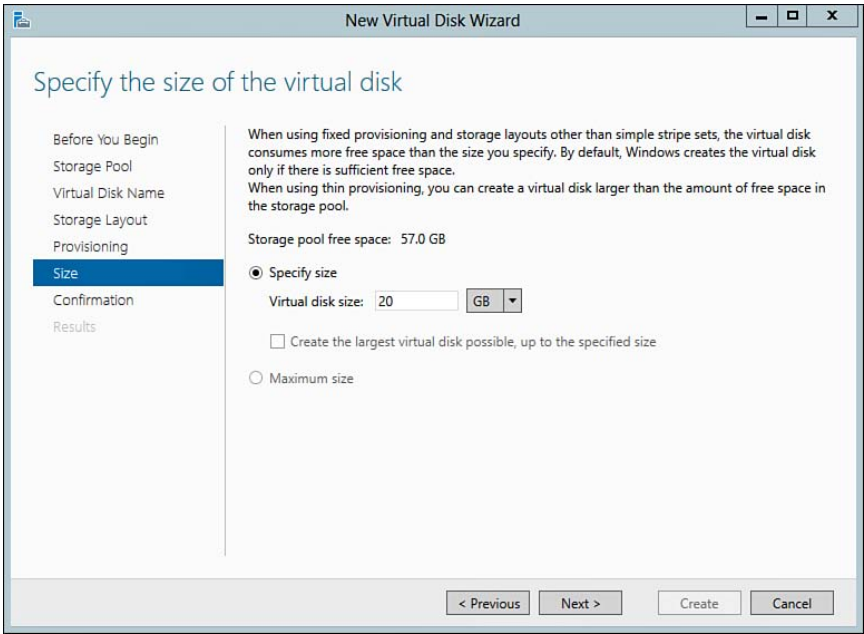 New Virtual Disk Wizard
Specify the size of the virtual disk
Before You Begin
Storage Pool
Virtual Disk Name
Storage Layout
Provisioning
Size
Confirmation
Results
When using fixed provisioning and storage layouts other than simple stripe sets, the virtual disk
consumes more free space than the size you specify. By default, Windows creates the virtual disk
only if there is sufficient free space.
When using thin provisioning, you can create a virtual disk larger than the amount of free space in
the storage pool.
Storage pool free space: 57.0 GB
Specify size
Virtual disk size: 20 GB
Create the largest virtual disk possible, up to the specified size
Maximum size
< Previous Next > Create Cancel